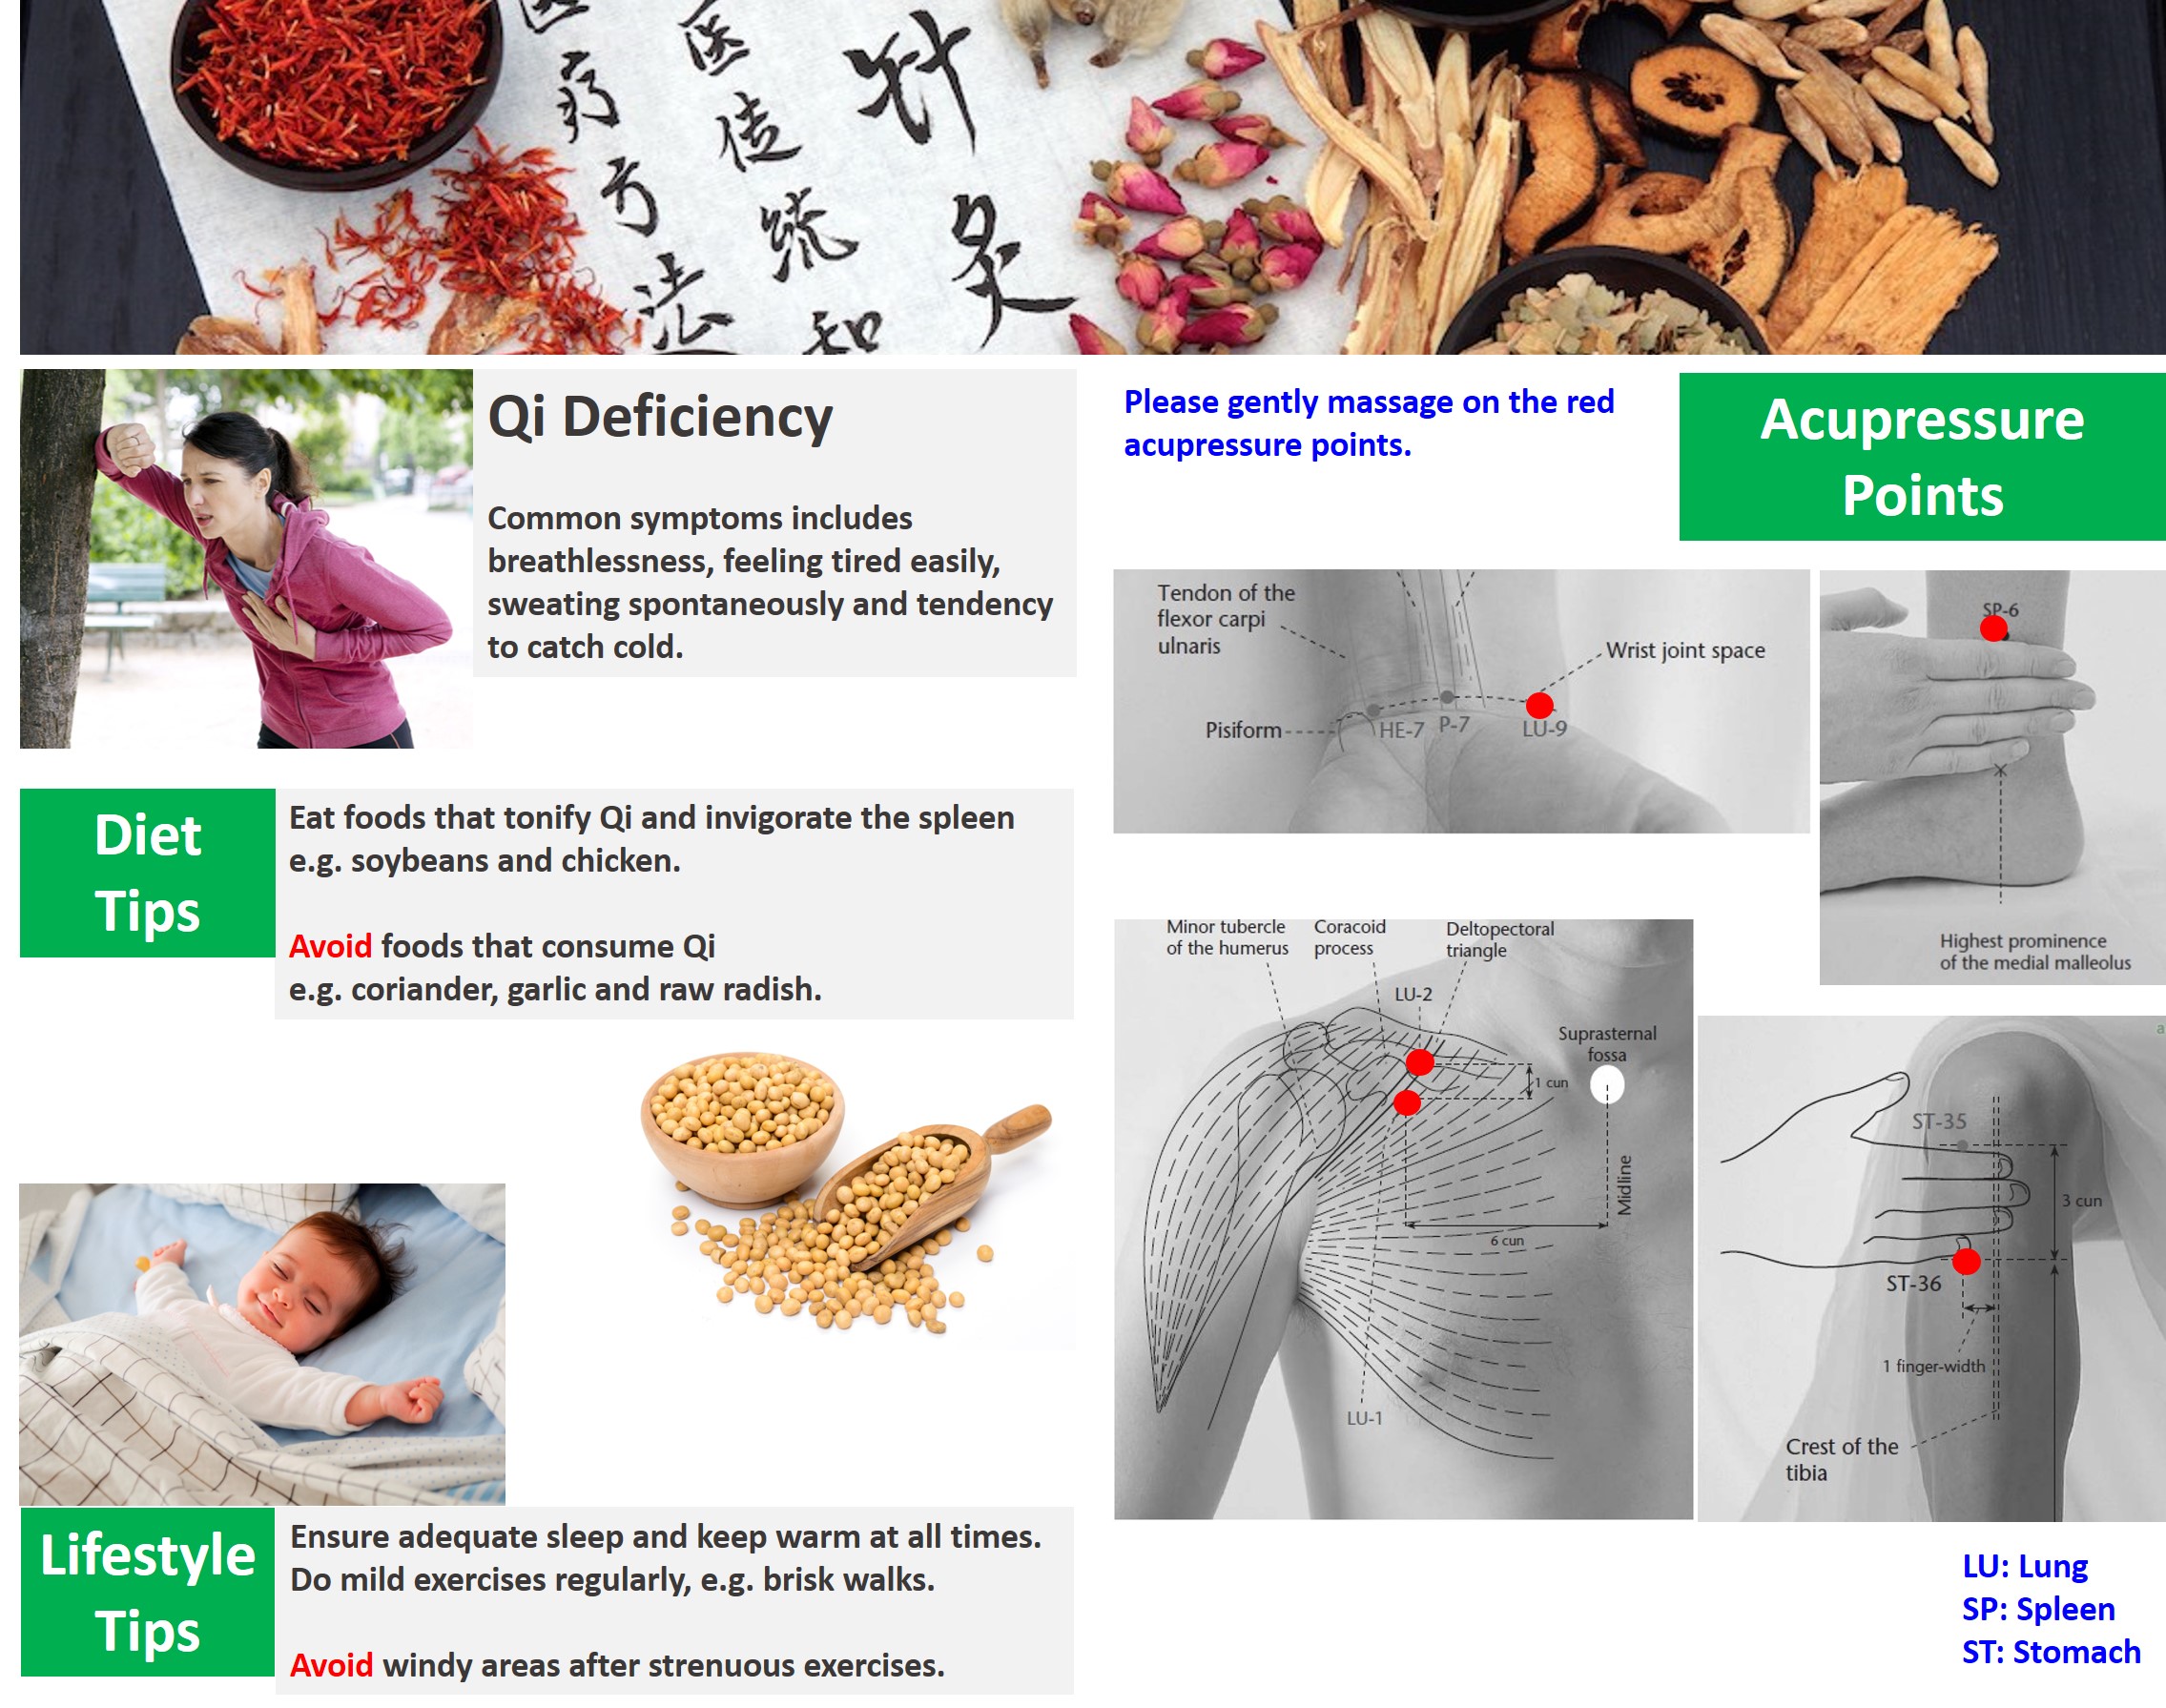 医
疗
方
法
医
传
统
和
针
灸
Qi Deficiency
Common symptoms includes
breathlessness, feeling tired easily,
sweating spontaneously and tendency
to catch cold.
Diet
Tips
Eat foods that tonify Qi and invigorate the spleen
e.g. soybeans and chicken.
Avoid foods that consume Qi
e.g. coriander, garlic and raw radish.
Lifestyle
Tips
Ensure adequate sleep and keep warm at all times.
Do mild exercises regularly, e.g. brisk walks.
Avoid windy areas after strenuous exercises.
Please gently massage on the red
acupressure points.
Acupressure
Points
Tendon of the
flexor carpi
ulnaris
Wrist joint space
Pisiform
HE-7
P-7
LU-9
SP-6
Highest prominence
of the medial malleolus
Minor tubercle
of the humerus
Coracoid
process
Deltopectoral
triangle
LU-2
Suprasternal
fossa
1 cun
Midline
6 cun
LU-1
a
ST-35
3 cun
ST-36
1 finger-width
Crest of the
tibia
LU: Lung
SP: Spleen
ST: Stomach